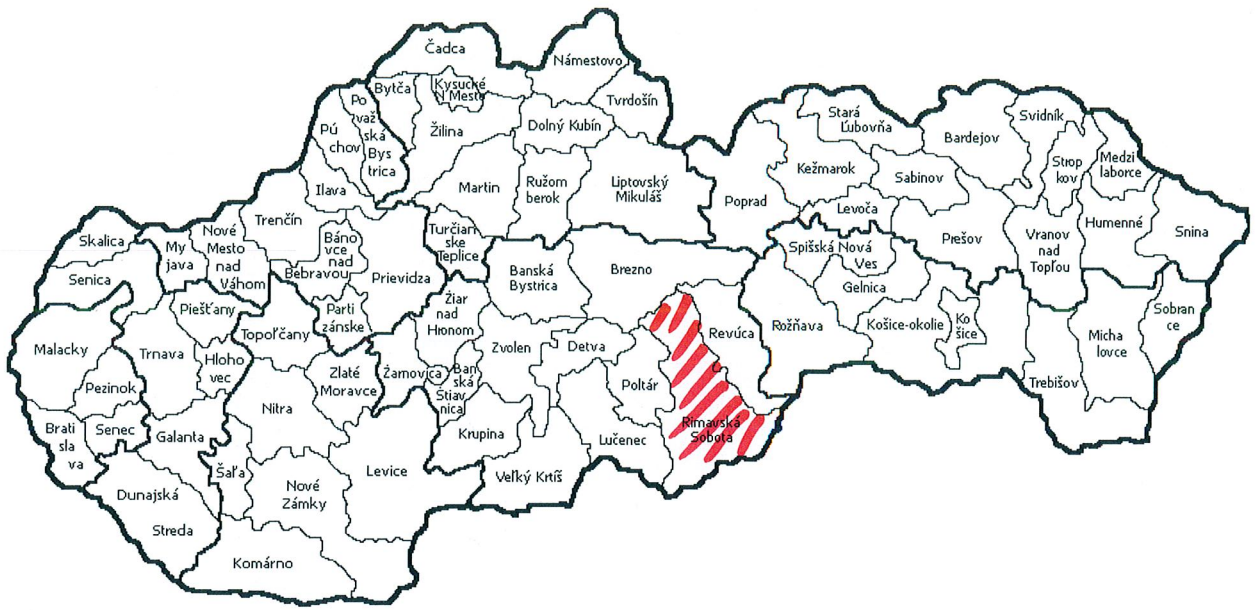 Čadca
Námestovo
Bytča
Kysucké
N Mesto
Tvrdošín
Po
važ
ská
Bys
trica
Pú
chov
Žilina
Dolný Kubín
Ilava
Martin
Ružom
berok
Liptovský
Mikuláš
Poprad
Kežmarok
Stará
Ľubovňa
Bardejov
Svidník
Strop
kov
Medzi
laborce
Sabinov
Levoča
Prešov
Vranov
nad
Topľou
Humenné
Snina
Skalica
Senica
My
java
Nové
Mesto
nad
Váhom
Trenčín
Báno
vce nad
Bebravou
Prievidza
Turčian
ske
Teplice
Banská
Bystrica
Brezno
Spišská Nová
Ves
Gelnica
Rožňava
Košice-okolie
Ko
šice
Micha
lovce
Sobran
ce
Trebišov
Malacky
Piešťany
Topoľčany
Parti
zánske
Žiar
nad
Hronom
Zvolen
Detva
Revúca
Trnava
Hloho
vec
Pezinok
Zlaté
Moravce
Žarnovica
Ban
ská
Štiav
nica
Poltár
Rimavská
Sobota
Nitra
Brati
sla
va
Senec
Galanta
Krupina
Lučenec
Šaľa
Levice
Veľký Krtíš
Nové
Zámky
Dunajská
Streda
Komárno